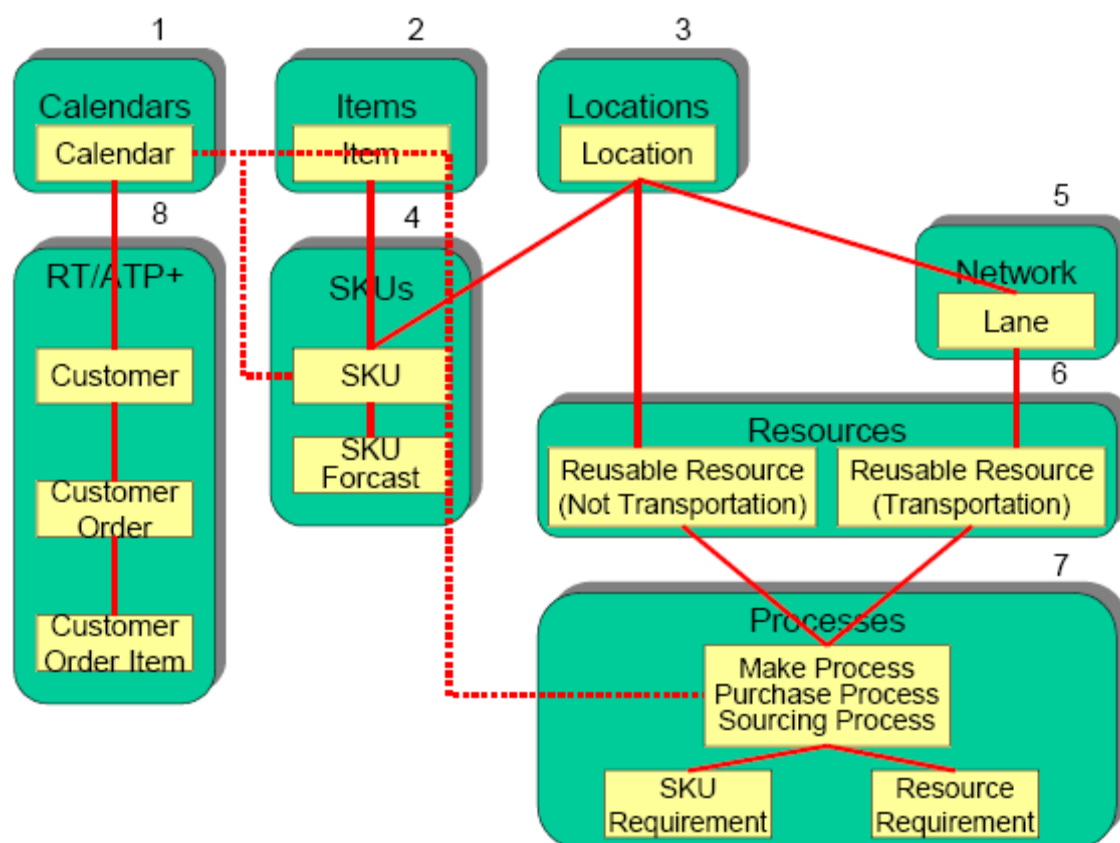 1
2
3
Calendars
Calendar
Items
Item
Locations
Location
8
4
5
RT/ATP+
Customer
Customer
Order
Customer
Order Item
SKUs
SKU
SKU
Forcast
Network
Lane
6
Resources
Reusable Resource
(Not Transportation)
Reusable Resource
(Transportation)
7
Processes
Make Process
Purchase Process
Sourcing Process
SKU
Requirement
Resource
Requirement